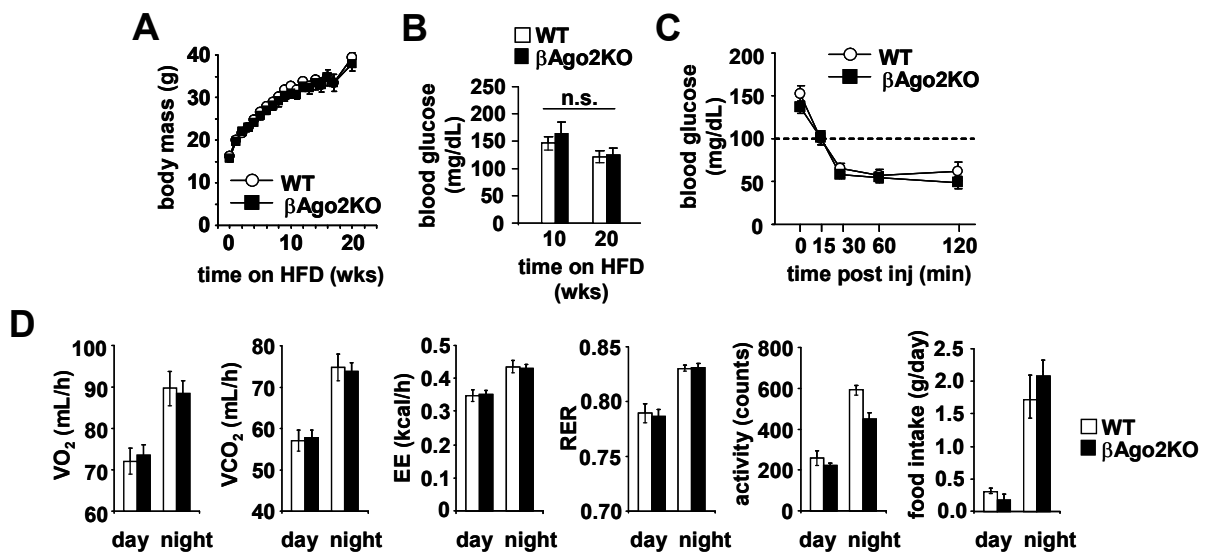 A
body mass (g)
40
30
20
10
0
WT
βAgo2KO
0
10
20
time on HFD (wks)
B
WT
βAgo2KO
blood glucose
(mg/dL)
250
200
150
100
50
0
n.s.
10
20
time on HFD
(wks)
C
blood glucose
(mg/dL)
200
150
100
50
0
WT
βAgo2KO
0 15 30 60 120
time post inj (min)
D
VO2 (mL/h)
100
90
80
70
60
day night
VCO2 (mL/h)
80
70
60
50
40
day night
EE (kcal/h)
0.5
0.4
0.3
0.2
0.1
0
day night
RER
0.85
0.80
0.75
0.70
day night
activity (counts)
800
600
400
200
0
day night
food intake (g/day)
2.5
2.0
1.5
1.0
0.5
0.0
day night
WT
βAgo2KO